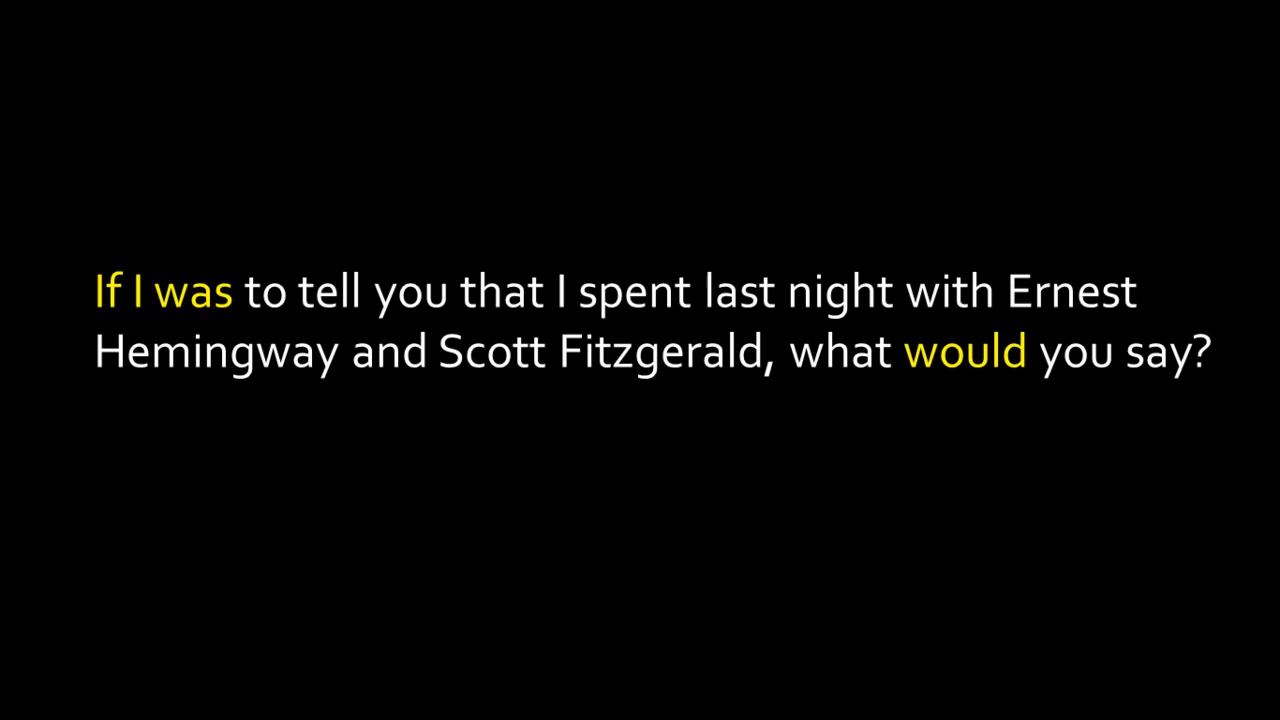 If I was to tell you that I spent last night with Ernest
Hemingway and Scott Fitzgerald, what would you say?